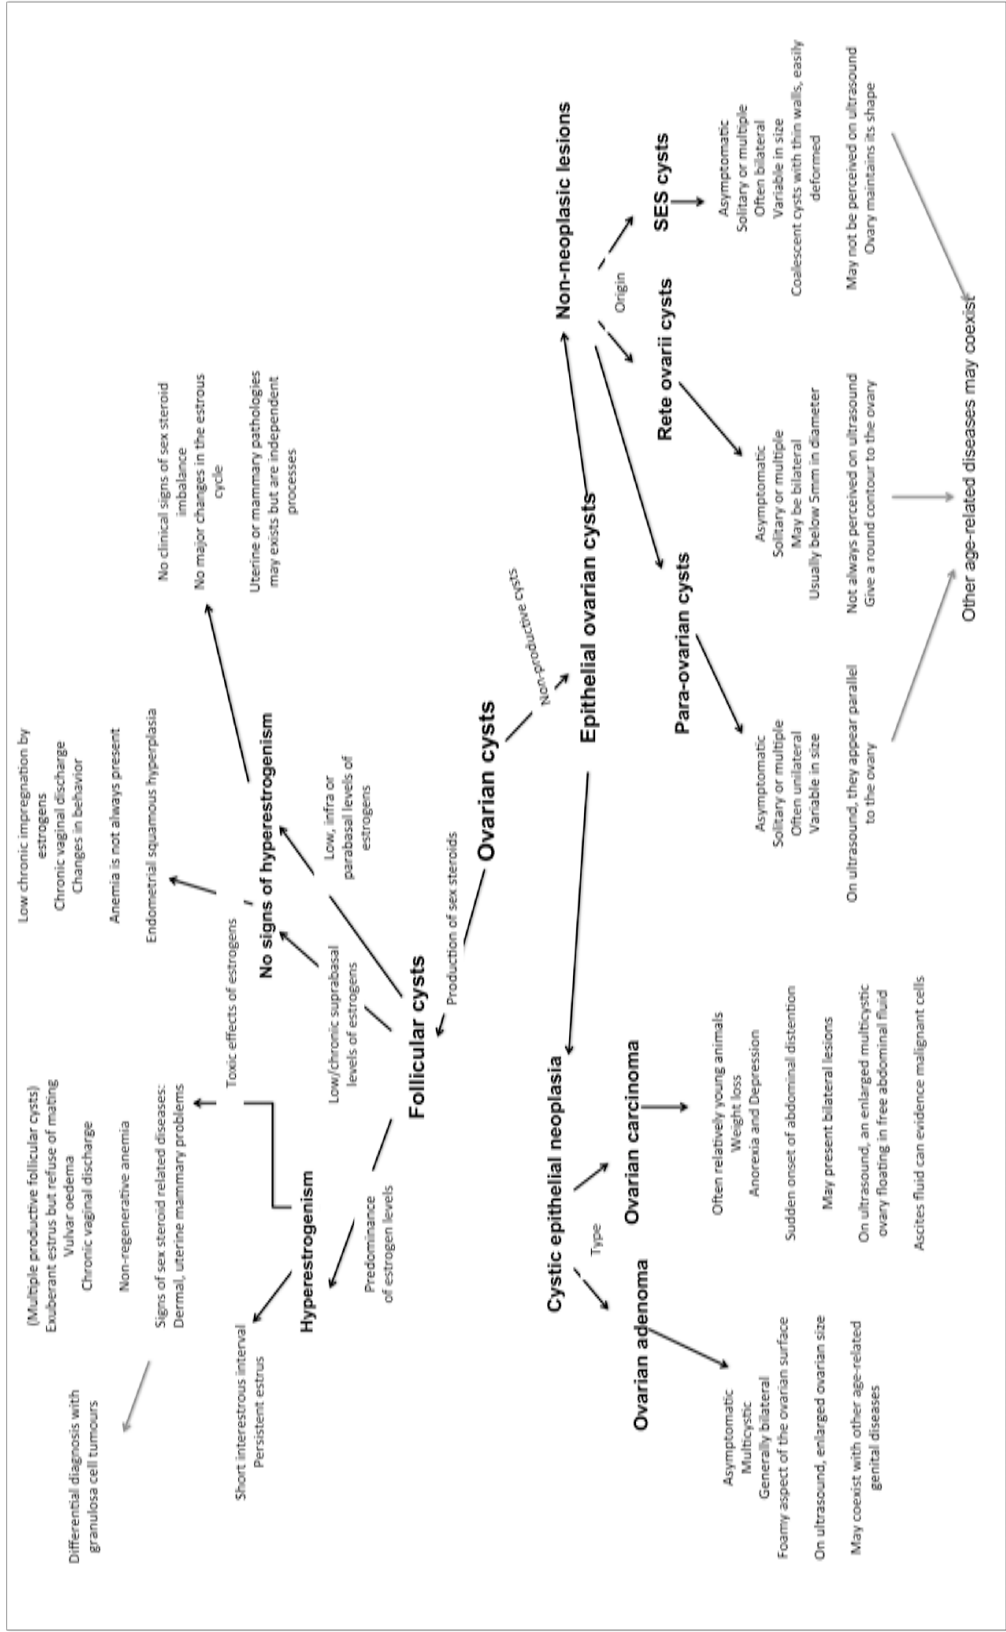 Differential diagnosis with
granulosa cell tumours
(Multiple productive follicular cysts)
Exuberant estrus but refuse of mating
Vulvar oedema
Chronic vaginal discharge
Non-regenerative anemia
Signs of sex steroid related diseases:
Dermal, uterine mammary problems
Low chronic impregnation by
estrogens
Chronic vaginal discharge
Changes in behavior
Anemia is not always present
Endometrial squamous hyperplasia
No clinical signs of sex steroid
imbalance
No major changes in the estrous
cycle
Uterine or mammary pathologies
may exists but are independent
processes
Short interestrous interval
Persistent estrus
Toxic effects of estrogens
Hyperestrogenism
No signs of hyperestrogenism
Predominance
of estrogen levels
Low/chronic suprabasal
levels of estrogens
Low, infra or
parabasal levels of
estrogens
Follicular cysts
Production of sex steroids
Ovarian cysts
Non-productive cysts
Epithelial ovarian cysts
Cystic epithelial neoplasia
Non-neoplasic lesions
Type
Origin
Ovarian adenoma
Ovarian carcinoma
Para-ovarian cysts
Rete ovarii cysts
SES cysts
Asymptomatic
Multicystic
Generally bilateral
Foamy aspect of the ovarian surface
On ultrasound, enlarged ovarian size
May coexist with other age-related
genital diseases
Often relatively young animals
Weight loss
Anorexia and Depression
Sudden onset of abdominal distention
May present bilateral lesions
On ultrasound, an enlarged multicystic
ovary floating in free abdominal fluid
Ascites fluid can evidence malignant cells
Asymptomatic
Solitary or multiple
Often unilateral
Variable in size
On ultrasound, they appear parallel
to the ovary
Asymptomatic
Solitary or multiple
May be bilateral
Usually below 5mm in diameter
Not always perceived on ultrasound
Give a round contour to the ovary
Asymptomatic
Solitary or multiple
Often bilateral
Variable in size
Coalescent cysts with thin walls, easily
deformed
May not be perceived on ultrasound
Ovary maintains its shape
Other age-related diseases may coexist